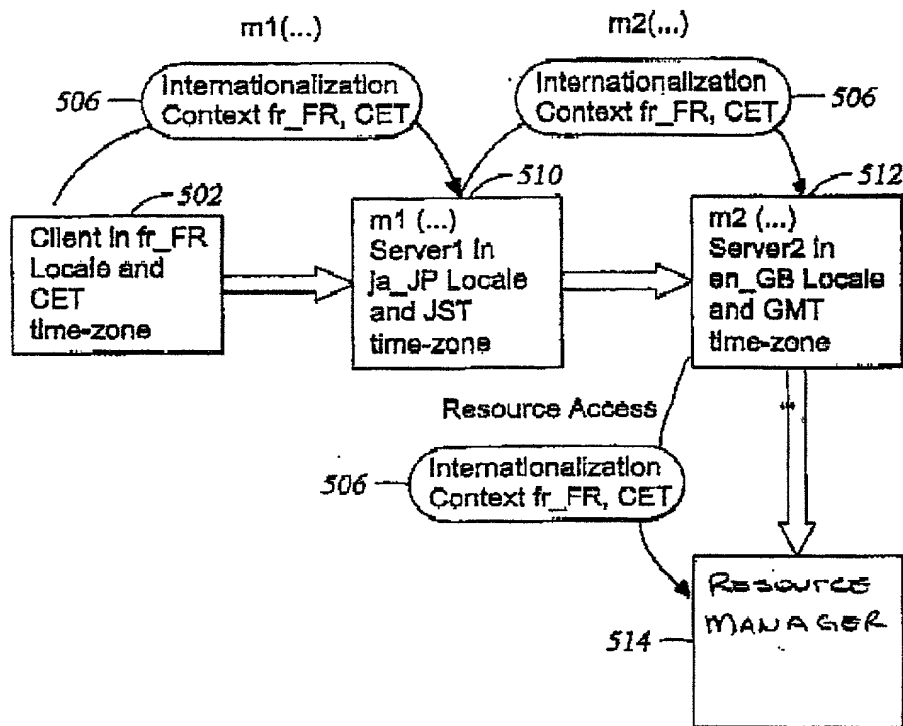 m1(...)
m2(...)
506
Internationalization
Context fr_FR, CET
Internationalization
Context fr_FR, CET
506
502
510
512
Client in fr_FR
Locale and
CET
time-zone
m1 (...)
Server1 in
ja_JP Locale
and JST
time-zone
m2 (...)
Server2 in
en_GB Locale
and GMT
time-zone
Resource Access
506
Internationalization
Context fr_FR, CET
RESOURCE
MANAGER
514